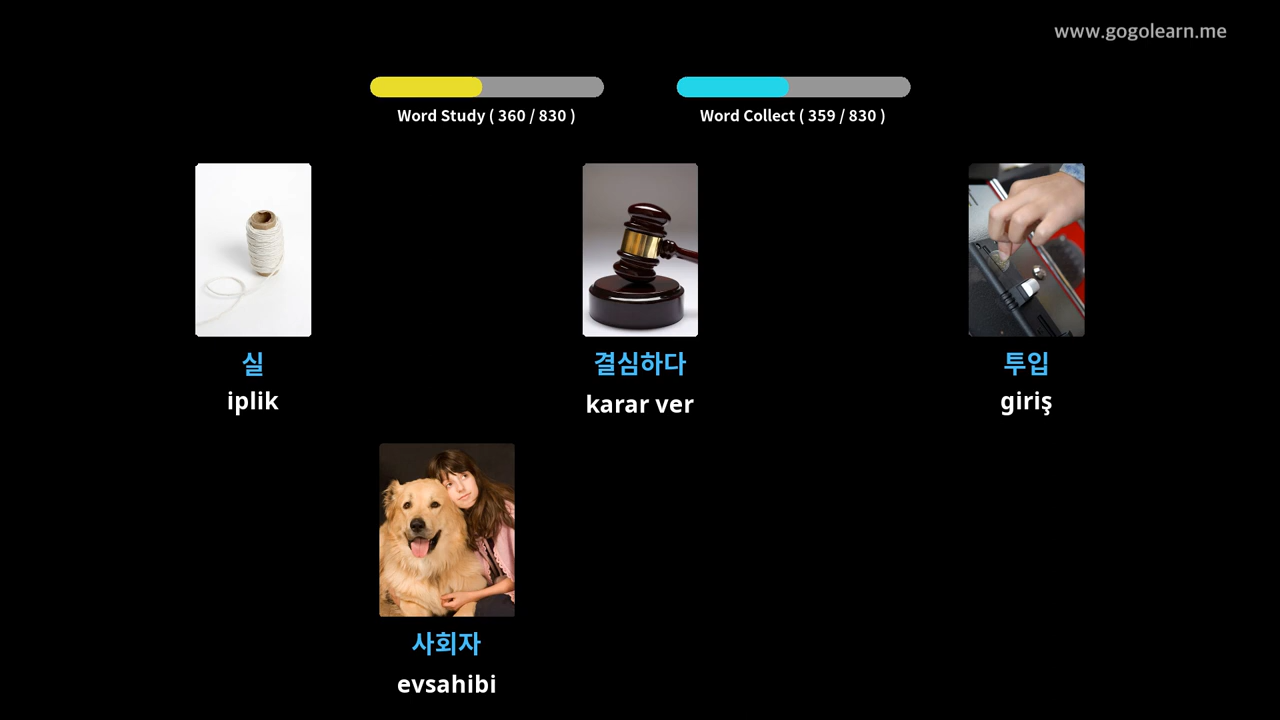 www.gogolearn.me
Word Study ( 360 / 830 )
Word Collect ( 359 / 830 )
실
iplik
결심하다
karar ver
투입
giriş
사회자
evsahibi